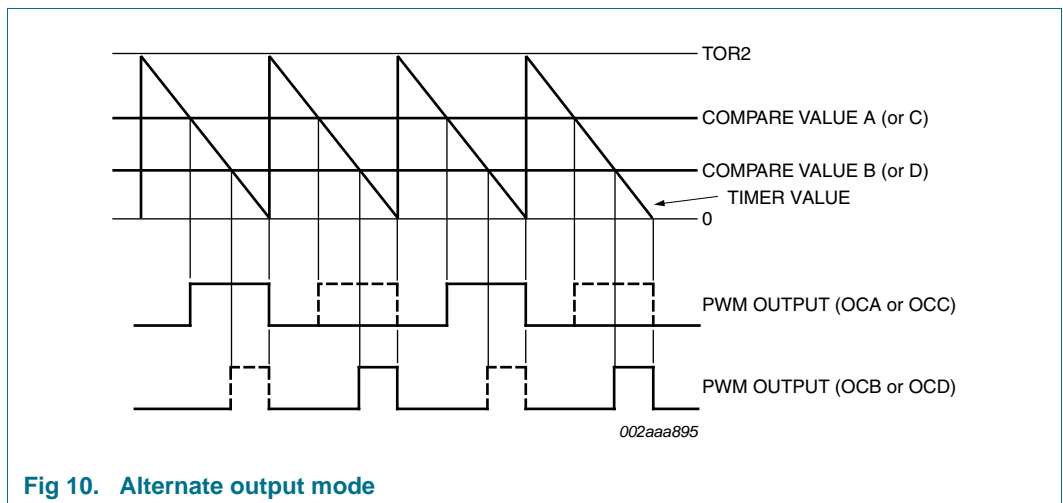 TOR2
COMPARE VALUE A (or C)
COMPARE VALUE B (or D)
TIMER VALUE
0
PWM OUTPUT (OCA or OCC)
PWM OUTPUT (OCB or OCD)
002aaa895
Fig 10. Alternate output mode